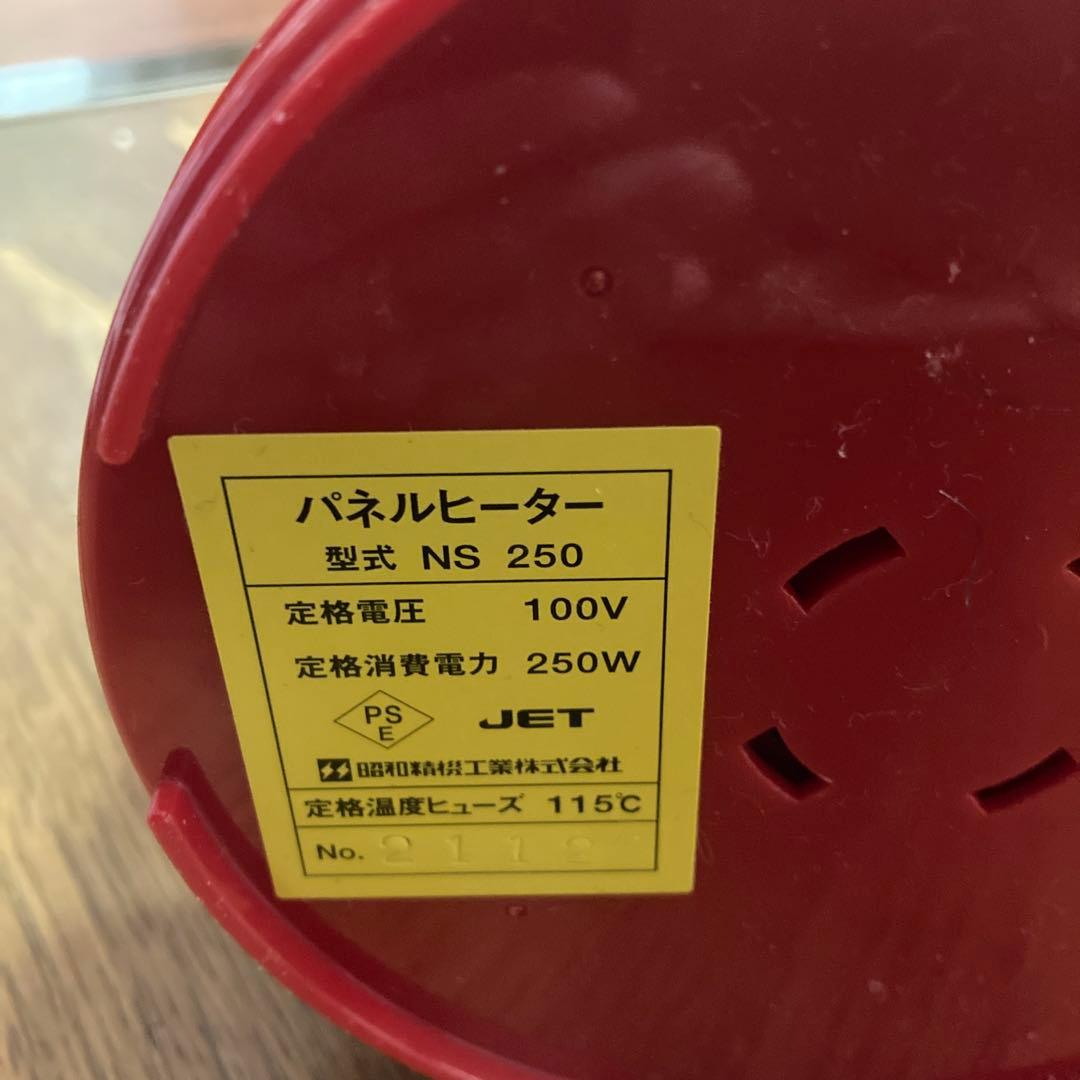 パネルヒーター
型式 NS 250
定格電圧 100V
定格消費電力 250W
PS E JET
昭和精機工業株式会社
定格温度ヒューズ 115℃
No. 2112